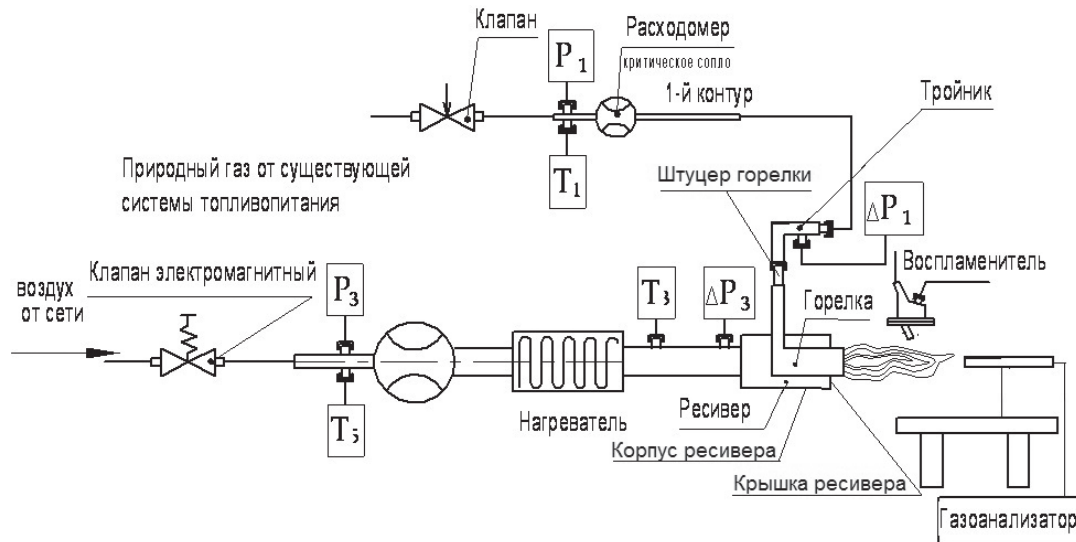 Клапан
Расходомер
критическое сопло
P₁
1-й контур
Тройник
T₁
Природный газ от существующей
системы топливопитания
Штуцер горелки
ΔP₁
Клапан электромагнитный
воздух
от сети
P₃
T₃
ΔP₃
Воспламенитель
Горелка
Нагреватель
Ресивер
Корпус ресивера
Крышка ресивера
Газоанализатор